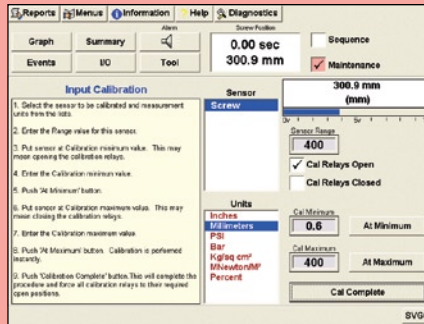 Reports Menus Information Help Diagnostics
Alarm Screw Position
Graph Summary
0.00 sec
300.9 mm
Sequence
Maintenance
Events I/O Tool
Input Calibration
1. Select the sensor to be calibrated and measurement
units from the lists.
2. Enter the Range value for this sensor.
3. Put sensor at Calibration minimum value. This may
mean opening the calibration relays.
4. Enter the Calibration minimum value.
5. Push 'At Minimum' button.
6. Put sensor at Calibration maximum value. This may
mean closing the calibration relays.
7. Enter the Calibration maximum value.
8. Push 'At Maximum' button. Calibration is performed
instantly.
9. Push 'Calibration Complete' button. This will complete the
procedure and force all calibration relays to their required
open positions.
Sensor
Screw
Units
Inches
Millimeters
PSI
Bar
Kg/sq cm²
MNewton/M²
Percent
300.9 mm
(mm)
0v 5v
Sensor Range
400
Cal Relays Open
Cal Relays Closed
Cal Minimum
0.6 At Minimum
Cal Maximum
400 At Maximum
Cal Complete